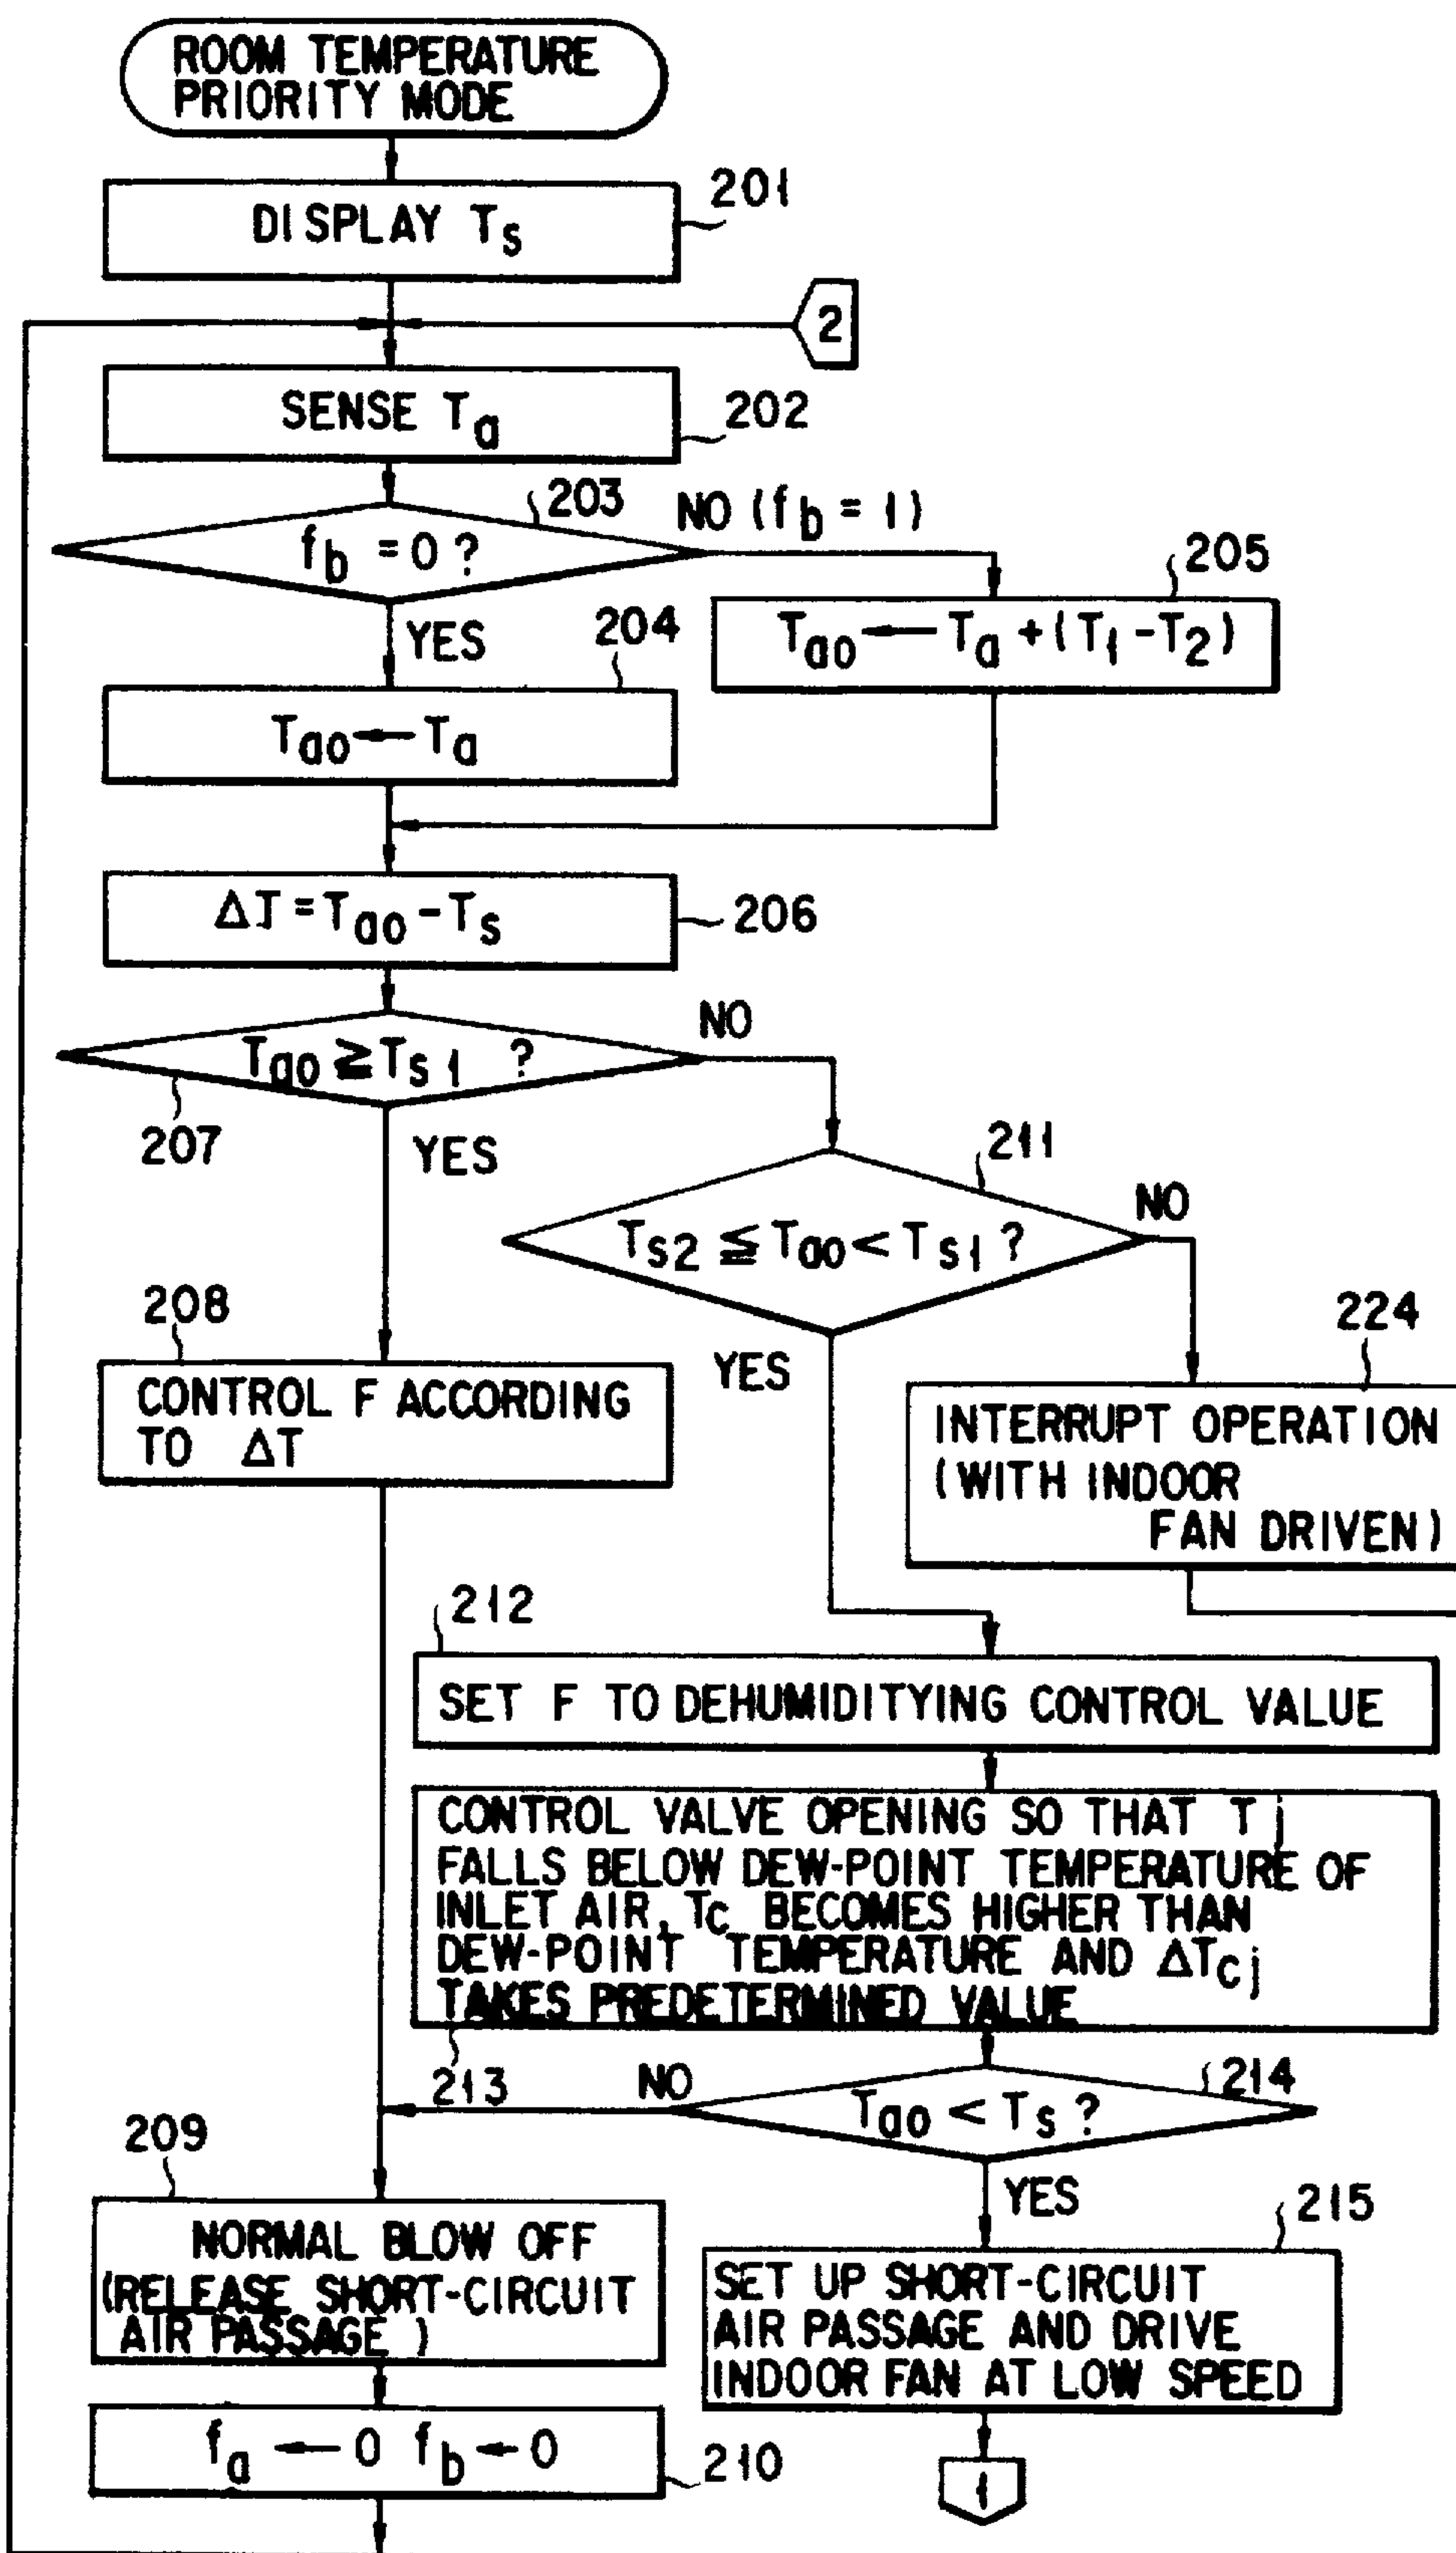 ROOM TEMPERATURE
PRIORITY MODE
201
DISPLAY Ts
2
SENSE Ta
202
203
NO (fb = 1)
fb = 0 ?
205
Tao ← Ta + (T1 - T2)
YES
204
Tao ← Ta
ΔT = Tao - Ts
206
NO
Tao ≧ Ts1 ?
207
YES
211
NO
Ts2 ≦ Tao < Ts1 ?
208
224
YES
CONTROL F ACCORDING
TO ΔT
INTERRUPT OPERATION
(WITH INDOOR
FAN DRIVEN)
212
SET F TO DEHUMIDITYING CONTROL VALUE
CONTROL VALVE OPENING SO THAT Tj
FALLS BELOW DEW-POINT TEMPERATURE OF
INLET AIR, Tc BECOMES HIGHER THAN
DEW-POINT TEMPERATURE AND ΔTcj
TAKES PREDETERMINED VALUE
213
NO
214
Tao < Ts ?
209
YES
215
NORMAL BLOW OFF
(RELEASE SHORT-CIRCUIT
AIR PASSAGE)
SET UP SHORT-CIRCUIT
AIR PASSAGE AND DRIVE
INDOOR FAN AT LOW SPEED
fa ← 0 fb ← 0
210
1